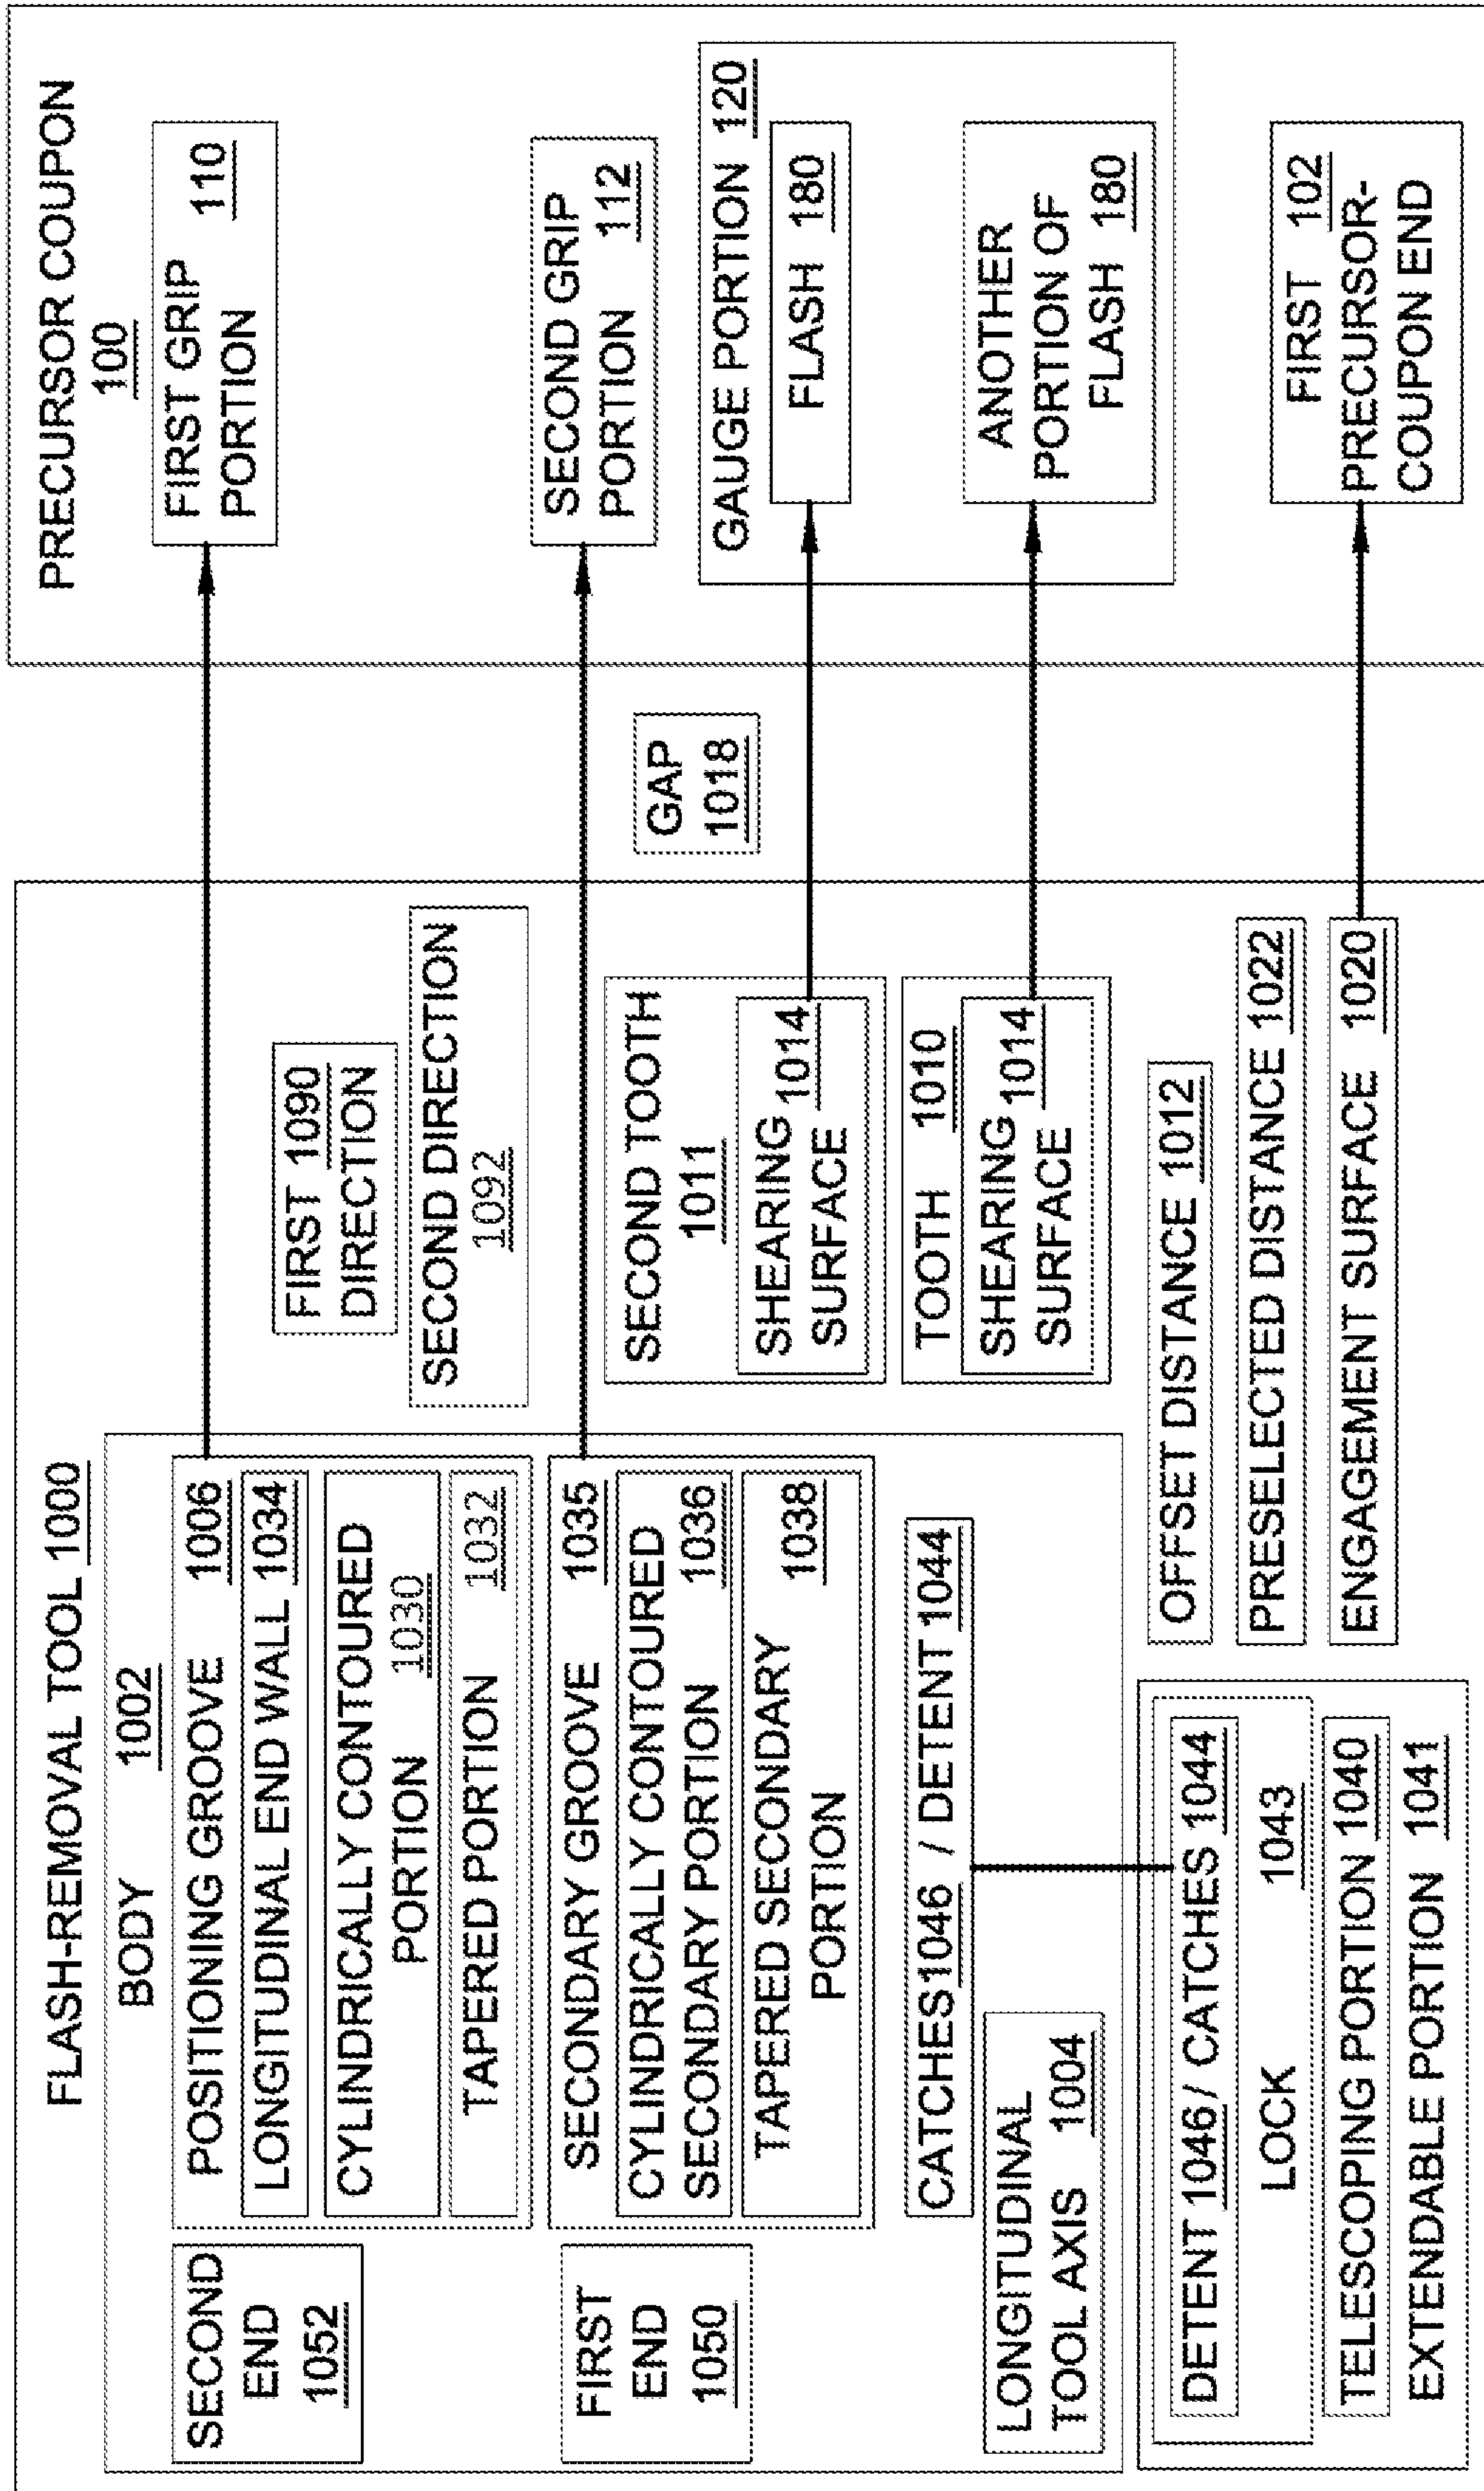 FLASH-REMOVAL TOOL 1000
BODY 1002
SECOND
END
1052
POSITIONING GROOVE 1006
LONGITUDINAL END WALL 1034
CYLINDRICALLY CONTOURED
PORTION 1030
TAPERED PORTION 1032
FIRST
END
1050
SECONDARY GROOVE 1035
CYLINDRICALLY CONTOURED
SECONDARY PORTION 1036
TAPERED SECONDARY 1038
PORTION
CATCHES1046 / DETENT 1044
LONGITUDINAL
TOOL AXIS 1004
DETENT 1046/ CATCHES 1044
LOCK 1043
TELESCOPING PORTION 1040
EXTENDABLE PORTION 1041
FIRST 1090
DIRECTION
SECOND DIRECTION
1092
SECOND TOOTH
1011
SHEARING 1014
SURFACE
TOOTH 1010
SHEARING 1014
SURFACE
OFFSET DISTANCE 1012
PRESELECTED DISTANCE 1022
ENGAGEMENT SURFACE 1020
GAP
1018
PRECURSOR COUPON
100
FIRST GRIP
PORTION 110
SECOND GRIP
PORTION 112
GAUGE PORTION 120
FLASH 180
ANOTHER
PORTION OF
FLASH 180
FIRST 102
PRECURSOR-
COUPON END